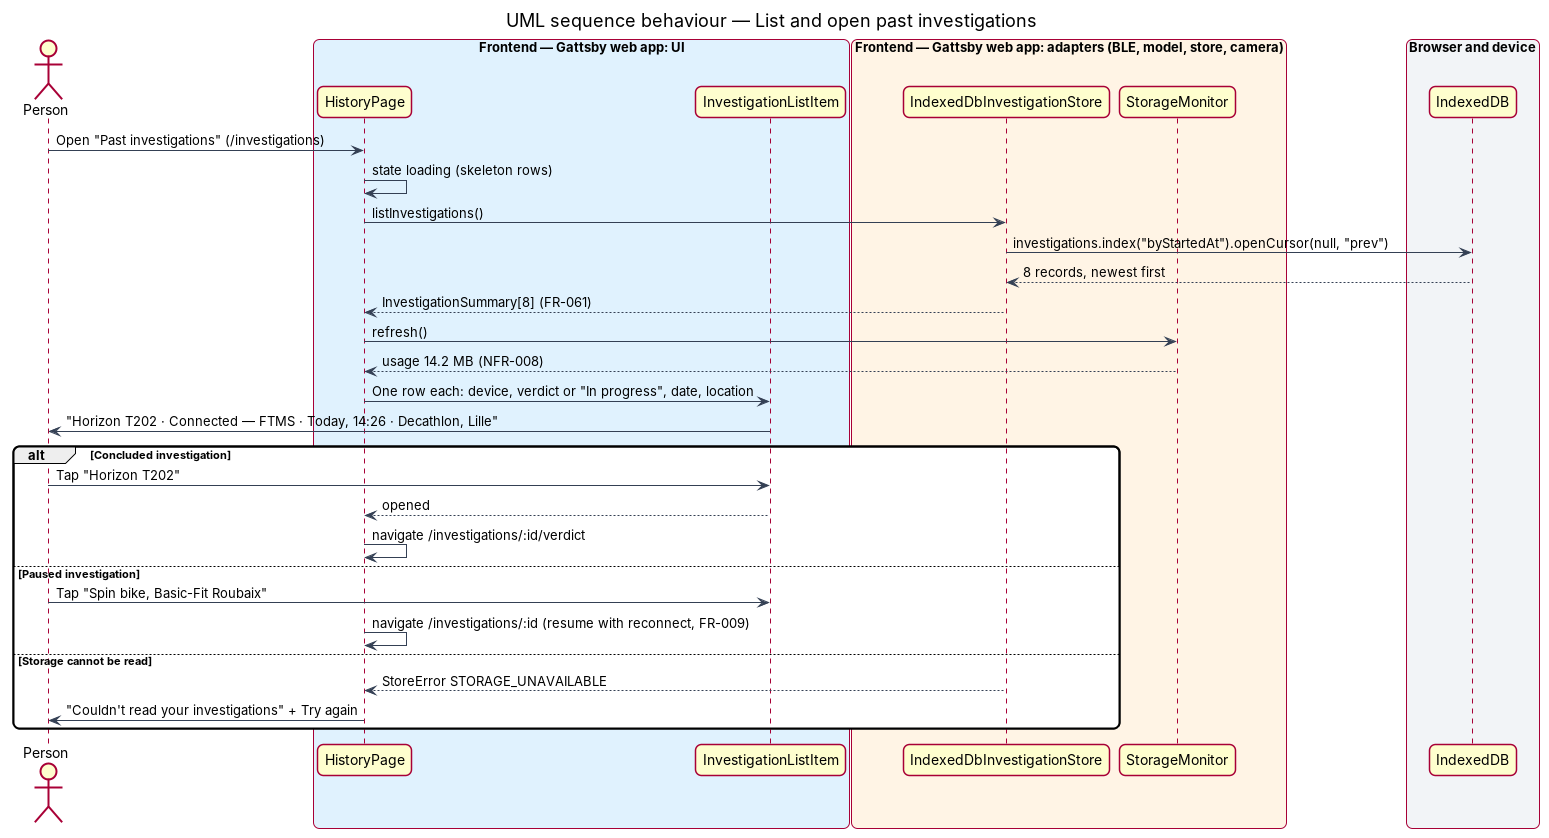 UML sequence behaviour — List and open past investigations
Frontend — Gattsby web app: UI
Frontend — Gattsby web app: adapters (BLE, model, store, camera)
Browser and device
Person
HistoryPage
InvestigationListItem
IndexedDbInvestigationStore
StorageMonitor
IndexedDB
Open "Past investigations" (/investigations)
state loading (skeleton rows)
listInvestigations()
investigations.index("byStartedAt").openCursor(null, "prev")
8 records, newest first
InvestigationSummary[8] (FR-061)
refresh()
usage 14.2 MB (NFR-008)
One row each: device, verdict or "In progress", date, location
"Horizon T202 · Connected — FTMS · Today, 14:26 · Decathlon, Lille"
alt
[Concluded investigation]
Tap "Horizon T202"
opened
navigate /investigations/:id/verdict
[Paused investigation]
Tap "Spin bike, Basic-Fit Roubaix"
navigate /investigations/:id (resume with reconnect, FR-009)
[Storage cannot be read]
StoreError STORAGE_UNAVAILABLE
"Couldn't read your investigations" + Try again
Person
HistoryPage
InvestigationListItem
IndexedDbInvestigationStore
StorageMonitor
IndexedDB